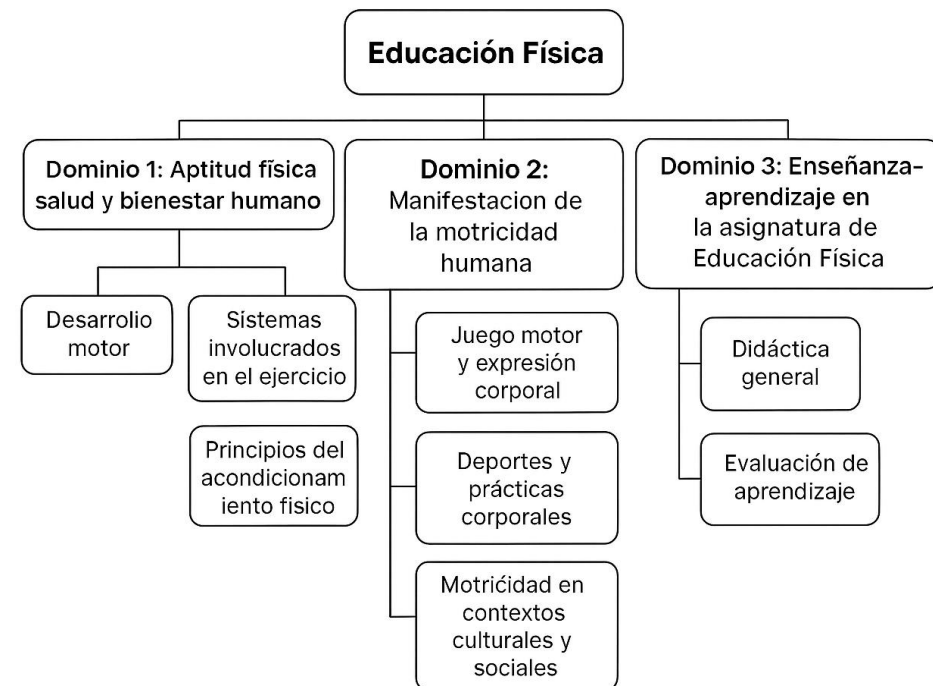 Educación Física
Dominio 1: Aptitud física
salud y bienestar humano
Desarrolio
motor
Sistemas
involucrados
en el ejercicio
Principios del
acondicionam
iento fisico
Dominio 2:
Manifestacion de
la motricidad
humana
Juego motor
y expresión
corporal
Deportes y
prácticas
corporales
Motrićidad en
contextos
culturales y
sociales
Dominio 3: Enseñanza-
aprendizaje en
la asignatura de
Educación Física
Didáctica
general
Evaluación de
aprendizaje